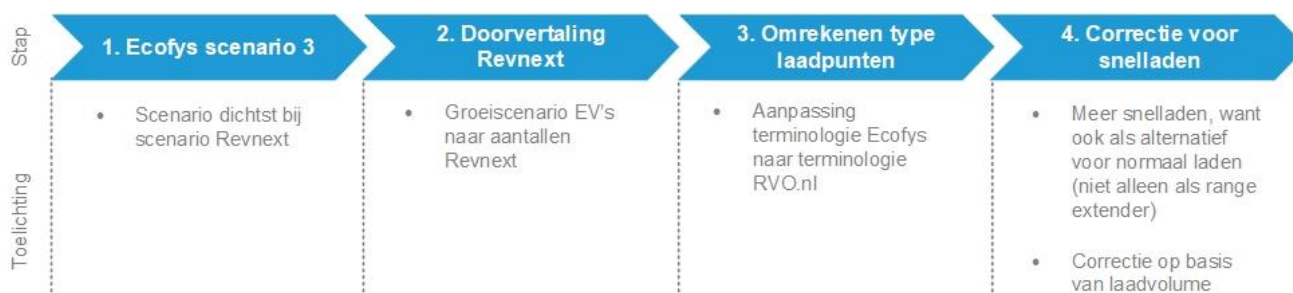 Stap
1. Ecofys scenario 3
2. Doorvertaling
Revnext
3. Omrekenen type
laadpunten
4. Correctie voor
snelladen
Toelichting
• Scenario dichtst bij
scenario Revnext
• Groeiscenario EV's
naar aantallen
Revnext
• Aanpassing
terminologie Ecofys
naar terminologie
RVO.nl
• Meer snelladen, want
ook als alternatief
voor normaal laden
(niet alleen als range
extender)
• Correctie op basis
van laadvolume